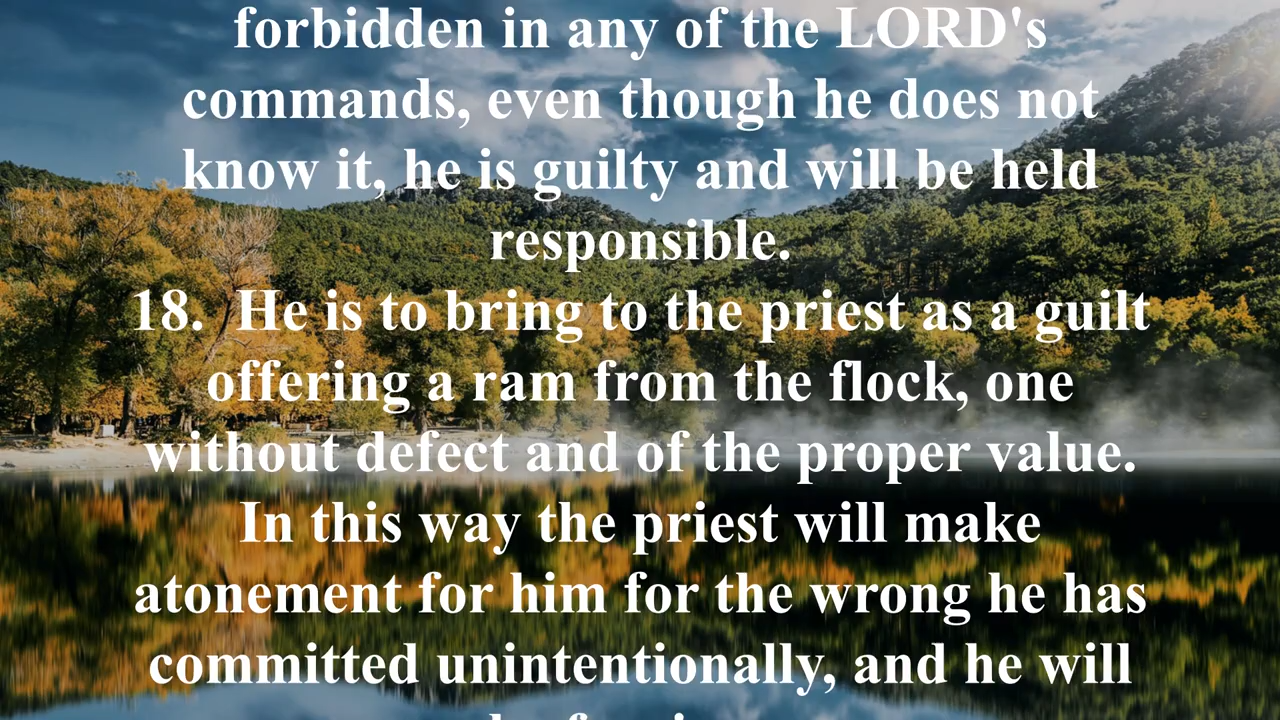 forbidden in any of the LORD's
commands, even though he does not
know it, he is guilty and will be held
responsible.
18.  He is to bring to the priest as a guilt
offering a ram from the flock, one
without defect and of the proper value.
In this way the priest will make
atonement for him for the wrong he has
committed unintentionally, and he will